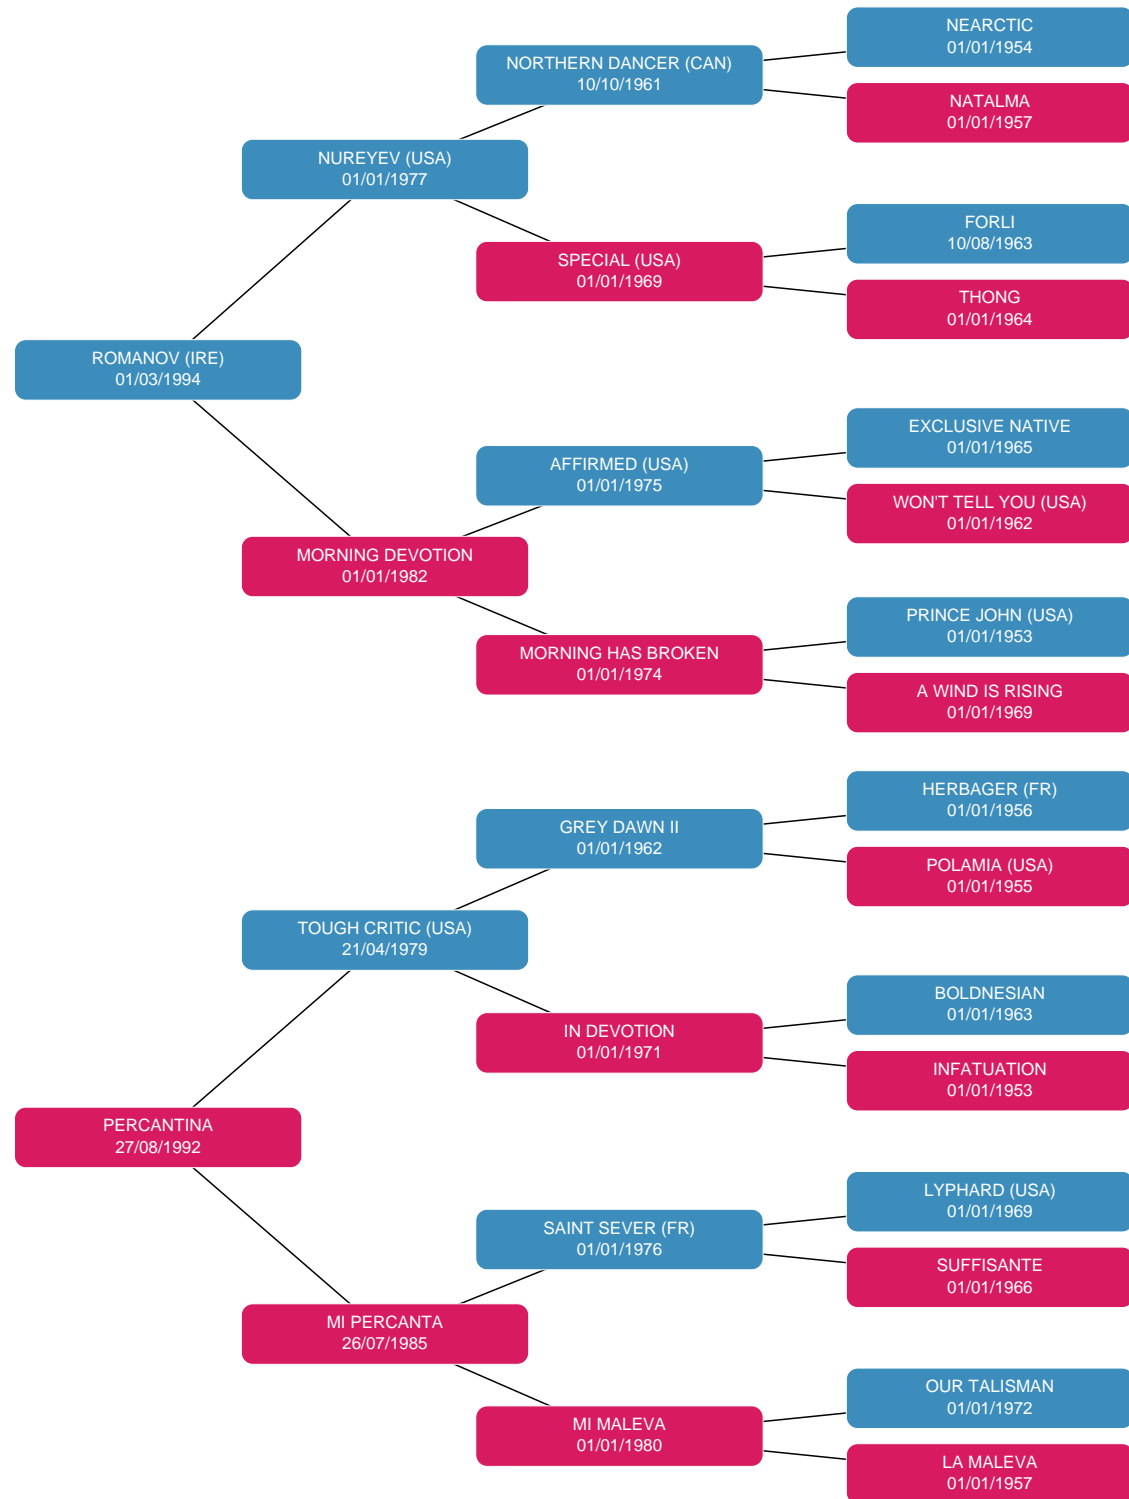 NEARCTIC
01/01/1954
NORTHERN DANCER (CAN)
10/10/1961
NATALMA
01/01/1957
NUREYEV (USA)
01/01/1977
FORLI
10/08/1963
SPECIAL (USA)
01/01/1969
THONG
01/01/1964
ROMANOV (IRE)
01/03/1994
EXCLUSIVE NATIVE
01/01/1965
AFFIRMED (USA)
01/01/1975
WON'T TELL YOU (USA)
01/01/1962
MORNING DEVOTION
01/01/1982
PRINCE JOHN (USA)
01/01/1953
MORNING HAS BROKEN
01/01/1974
A WIND IS RISING
01/01/1969
HERBAGER (FR)
01/01/1956
GREY DAWN II
01/01/1962
POLAMIA (USA)
01/01/1955
TOUGH CRITIC (USA)
21/04/1979
BOLDNESIAN
01/01/1963
IN DEVOTION
01/01/1971
INFATUATION
01/01/1953
PERCANTINA
27/08/1992
LYPHARD (USA)
01/01/1969
SAINT SEVER (FR)
01/01/1976
SUFFISANTE
01/01/1966
MI PERCANTA
26/07/1985
OUR TALISMAN
01/01/1972
MI MALEVA
01/01/1980
LA MALEVA
01/01/1957